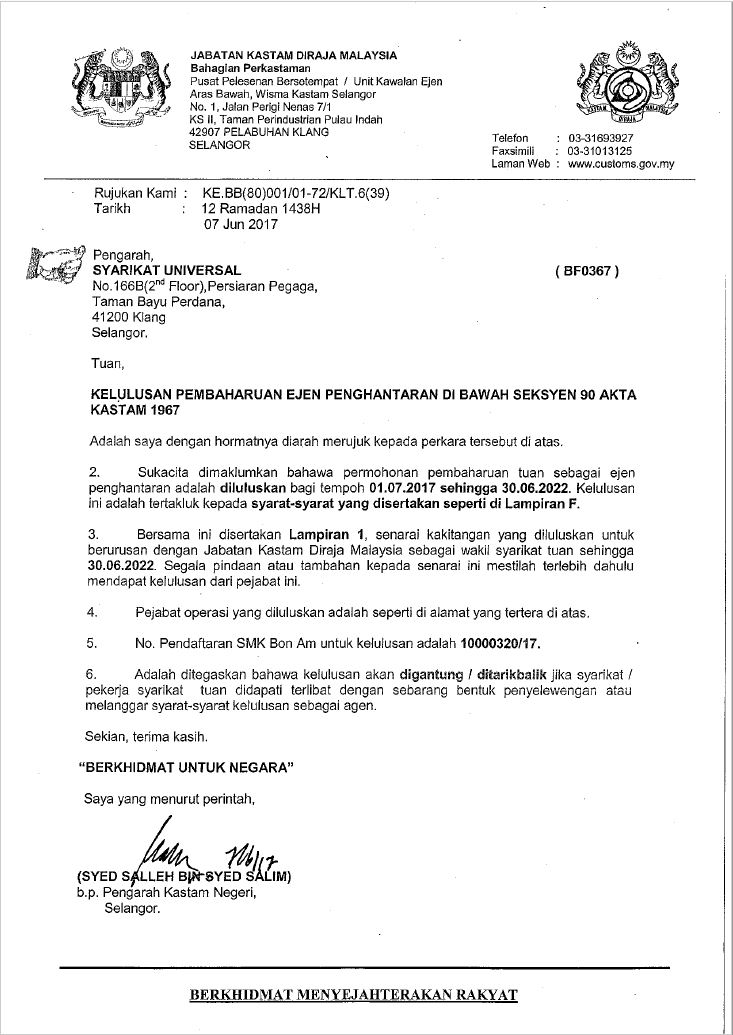 JABATAN KASTAM DIRAJA MALAYSIA
Bahagian Perkastaman
Pusat Pelesenan Bersetempat / Unit Kawalan Ejen
Aras Bawah, Wisma Kastam Selangor
No. 1, Jalan Perigi Nenas 7/1
KS II, Taman Perindustrian Pulau Indah
42907 PELABUHAN KLANG
SELANGOR
KASTAM DIRAJA MALAYSIA
Telefon : 03-31693927
Faxsimili : 03-31013125
Laman Web : www.customs.gov.my
Rujukan Kami : KE.BB(80)001/01-72/KLT.6(39)
Tarikh : 12 Ramadan 1438H
07 Jun 2017
Pengarah,
SYARIKAT UNIVERSAL ( BF0367 )
No.166B(2nd Floor),Persiaran Pegaga,
Taman Bayu Perdana,
41200 Klang
Selangor.
Tuan,
KELULUSAN PEMBAHARUAN EJEN PENGHANTARAN DI BAWAH SEKSYEN 90 AKTA
KASTAM 1967
Adalah saya dengan hormatnya diarah merujuk kepada perkara tersebut di atas.
2. Sukacita dimaklumkan bahawa permohonan pembaharuan tuan sebagai ejen
penghantaran adalah diluluskan bagi tempoh 01.07.2017 sehingga 30.06.2022. Kelulusan
ini adalah tertakluk kepada syarat-syarat yang disertakan seperti di Lampiran F.
3. Bersama ini disertakan Lampiran 1, senarai kakitangan yang diluluskan untuk
berurusan dengan Jabatan Kastam Diraja Malaysia sebagai wakil syarikat tuan sehingga
30.06.2022. Segala pindaan atau tambahan kepada senarai ini mestilah terlebih dahulu
mendapat kelulusan dari pejabat ini.
4. Pejabat operasi yang diluluskan adalah seperti di alamat yang tertera di atas.
5. No. Pendaftaran SMK Bon Am untuk kelulusan adalah 10000320/17.
6. Adalah ditegaskan bahawa kelulusan akan digantung / ditarikbalik jika syarikat /
pekerja syarikat tuan didapati terlibat dengan sebarang bentuk penyelewengan atau
melanggar syarat-syarat kelulusan sebagai agen.
Sekian, terima kasih.
“BERKHIDMAT UNTUK NEGARA”
Saya yang menurut perintah,
7/6/17
(SYED SALLEH BIN SYED SALIM)
b.p. Pengarah Kastam Negeri,
Selangor.
BERKHIDMAT MENYEJAHTERAKAN RAKYAT